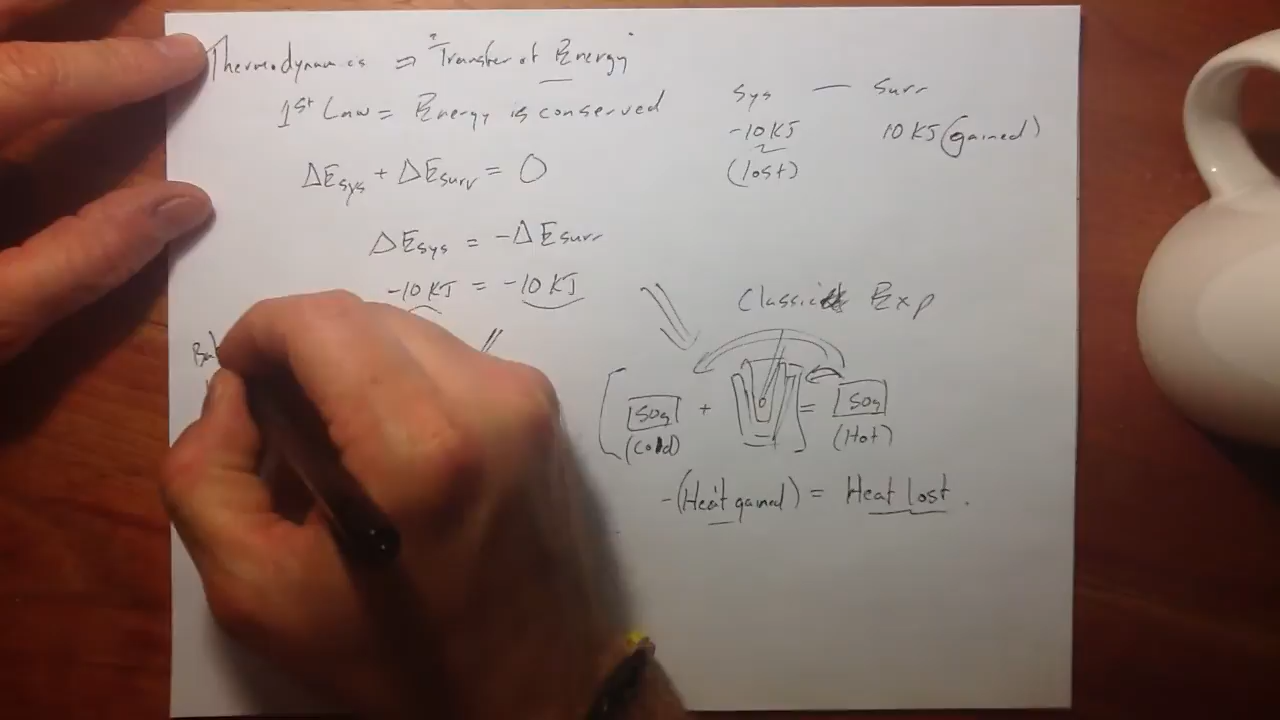 Thermodynamics ⇒ "Transfer of Energy"
1st Law = Energy is conserved
ΔEsys + ΔEsurr = 0
ΔEsys = -ΔEsurr
-10 KJ = -10 KJ
Sys — Surr
-10 KJ 10 KJ (gained)
(lost)
Classic Exp
[ 50g + ] = 50g
(Cold) (Hot)
-(Heat gained) = Heat lost.